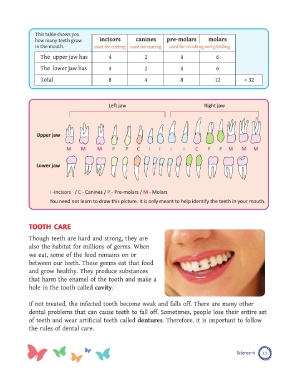 This table shows you
how many teeth grow
in the mouth.
incisors canines pre-molars molars
used for cutting used for tearing used for crushing and grinding
The upper jaw has 4 2 4 6
The lower jaw has 4 2 4 6
Total 8 4 8 12 = 32
Left jaw Right jaw
Upper jaw
M M M P P C I I I I C P P M M M
Lower jaw
I -Incisors / C - Canines / P - Pre-molars / M - Molars
You need not learn to draw this picture. It is only meant to help identify the teeth in your mouth.
TOOTH CARE
Though teeth are hard and strong, they are
also the habitat for millions of germs. When
we eat, some of the food remains on or
between our teeth. These germs eat that food
and grow healthy. They produce substances
that harm the enamel of the tooth and make a
hole in the tooth called cavity.
If not treated, the infected tooth become weak and falls off. There are many other
dental problems that can cause teeth to fall off. Sometimes, people lose their entire set
of teeth and wear artificial teeth called dentures. Therefore, it is important to follow
the rules of dental care.